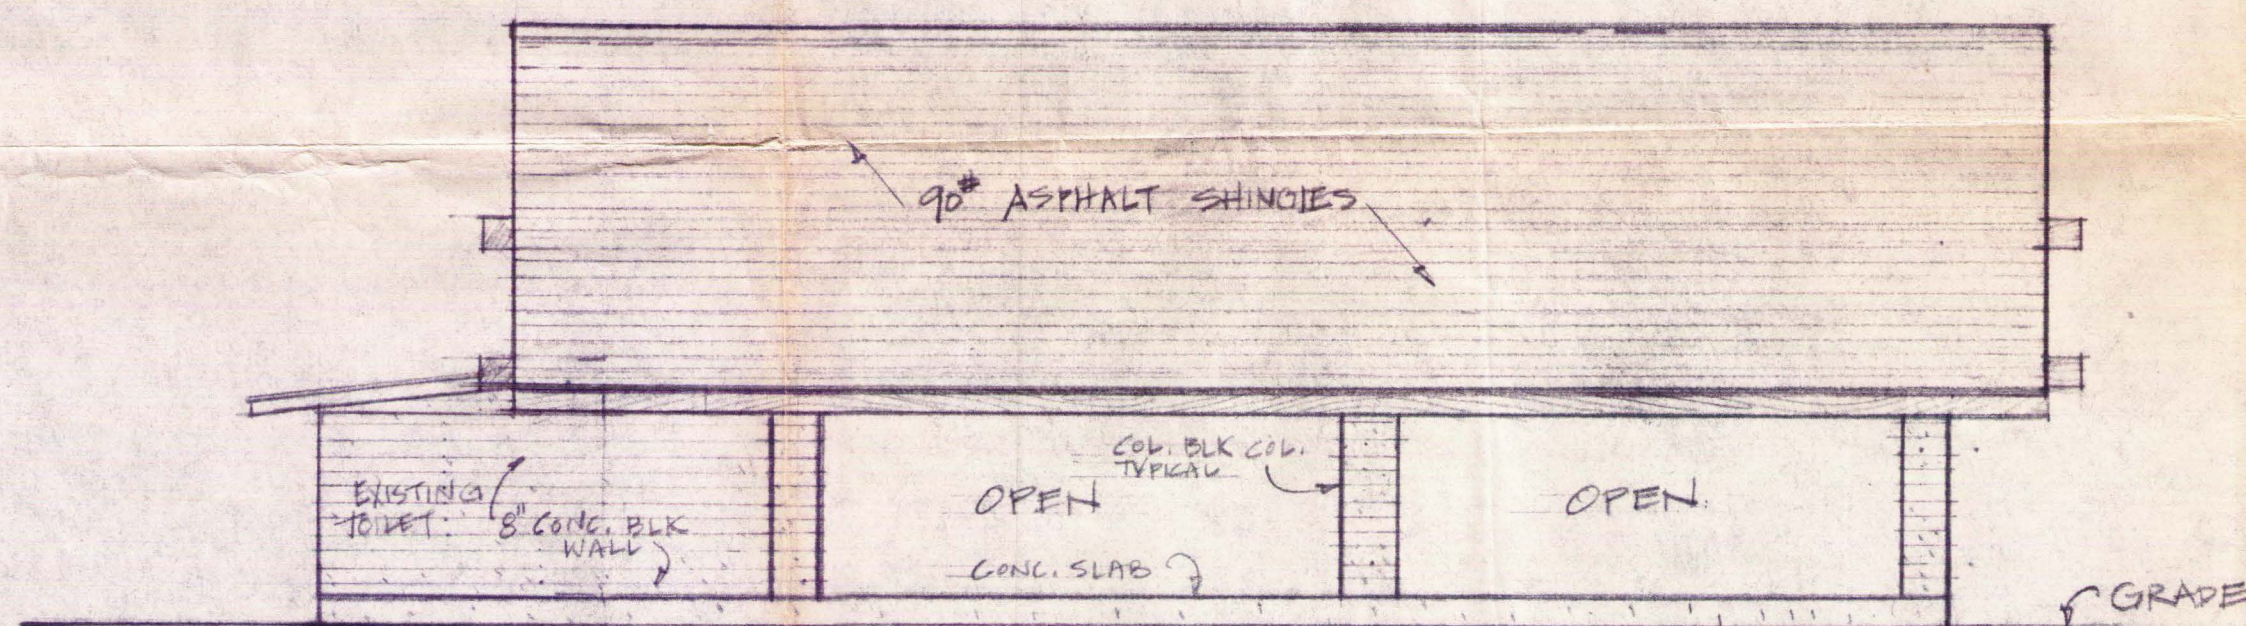 90# ASPHALT SHINGLES
COL. BLK COL.
TYPICAL
EXISTING
TOILET.
8" CONC. BLK
WALL
OPEN
OPEN.
CONC. SLAB
GRADE